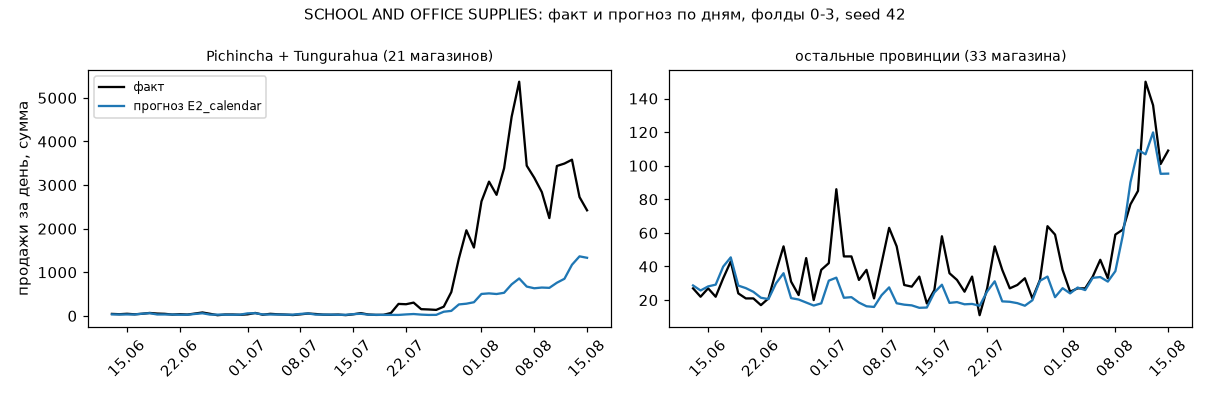 SCHOOL AND OFFICE SUPPLIES: факт и прогноз по дням, фолды 0-3, seed 42
Pichincha + Tungurahua (21 магазинов)
продажи за день, сумма
5000
4000
3000
2000
1000
0
факт
прогноз E2_calendar
15.06 22.06 01.07 08.07 15.07 22.07 01.08 08.08 15.08
остальные провинции (33 магазина)
140
120
100
80
60
40
20
15.06 22.06 01.07 08.07 15.07 22.07 01.08 08.08 15.08